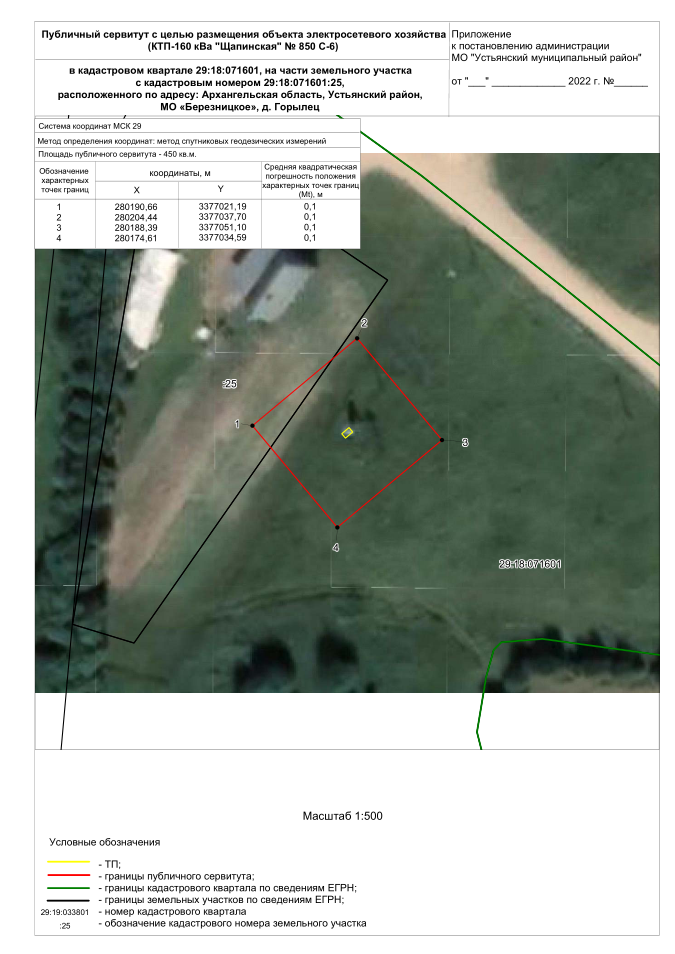 Публичный сервитут с целью размещения объекта электросетевого хозяйства
(КТП-160 кВа "Щапинская" № 850 С-6)
в кадастровом квартале 29:18:071601, на части земельного участка
с кадастровым номером 29:18:071601:25,
расположенного по адресу: Архангельская область, Устьянский район,
МО «Березницкое», д. Горылец
Приложение
к постановлению администрации
МО "Устьянский муниципальный район"
от "___" _____________ 2022 г. №______
Система координат МСК 29
Метод определения координат: метод спутниковых геодезических измерений
Площадь публичного сервитута - 450 кв.м.
Обозначение
характерных
точек границ
координаты, м
X
Y
Средняя квадратическая
погрешность положения
характерных точек границ
(Mt), м
1 280190,66 3377021,19 0,1
2 280204,44 3377037,70 0,1
3 280188,39 3377051,10 0,1
4 280174,61 3377034,59 0,1
2
:25
1
3
4
29:18:071601
Масштаб 1:500
Условные обозначения
- ТП;
- границы публичного сервитута;
- границы кадастрового квартала по сведениям ЕГРН;
- границы земельных участков по сведениям ЕГРН;
29:19:033801 - номер кадастрового квартала
:25 - обозначение кадастрового номера земельного участка